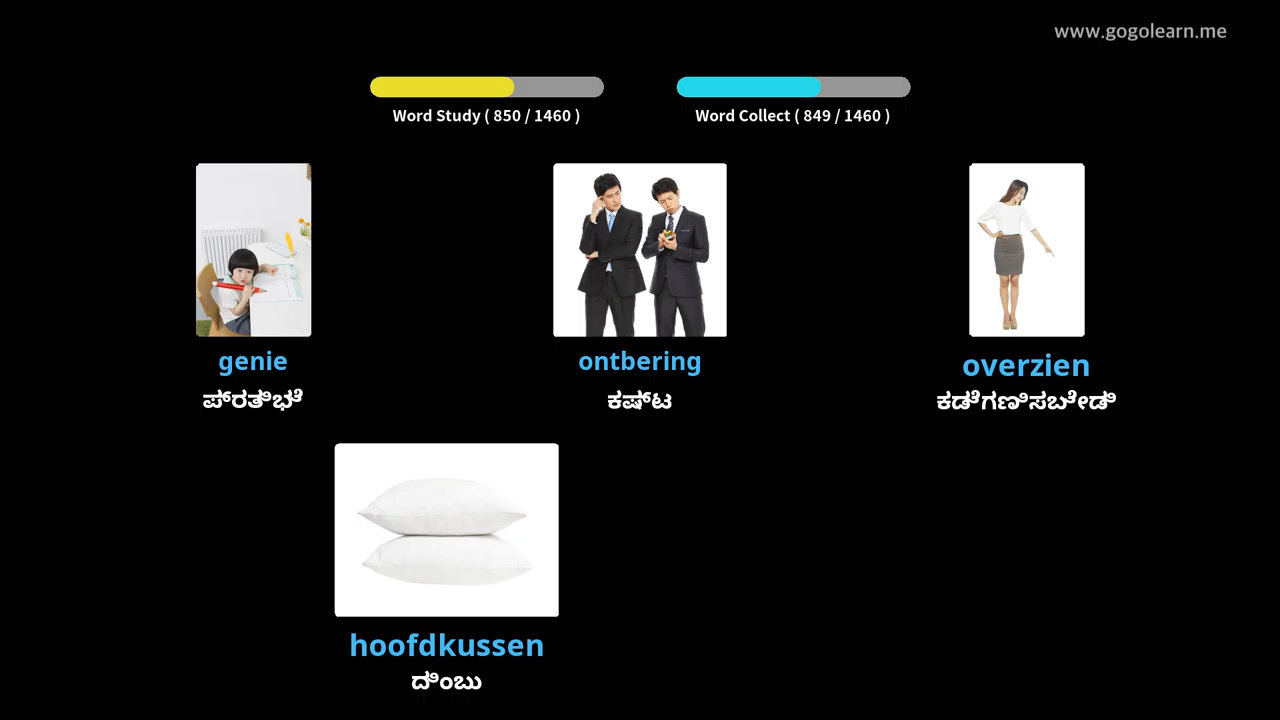 www.gogolearn.me
Word Study ( 850 / 1460 )
Word Collect ( 849 / 1460 )
genie
ontbering
overzien
ಪ್ರತಿಭೆ
ಕಷ್ಟ
ಕಡೆಗಣಿಸಬೇಡಿ
hoofdkussen
ದಿಂಬು